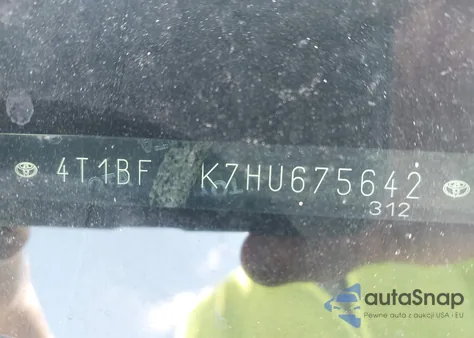 4T1BF K7HU675642
312
autaSnap
Pewne auta z aukcji USA i EU